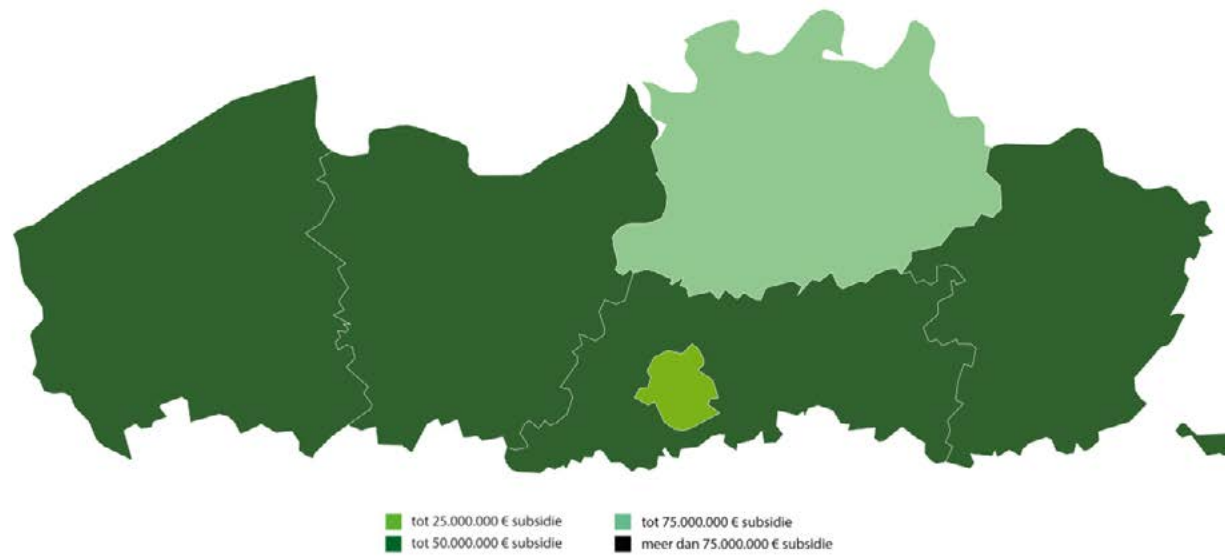 tot 25.000.000 € subsidie
tot 75.000.000 € subsidie
tot 50.000.000 € subsidie
meer dan 75.000.000 € subsidie